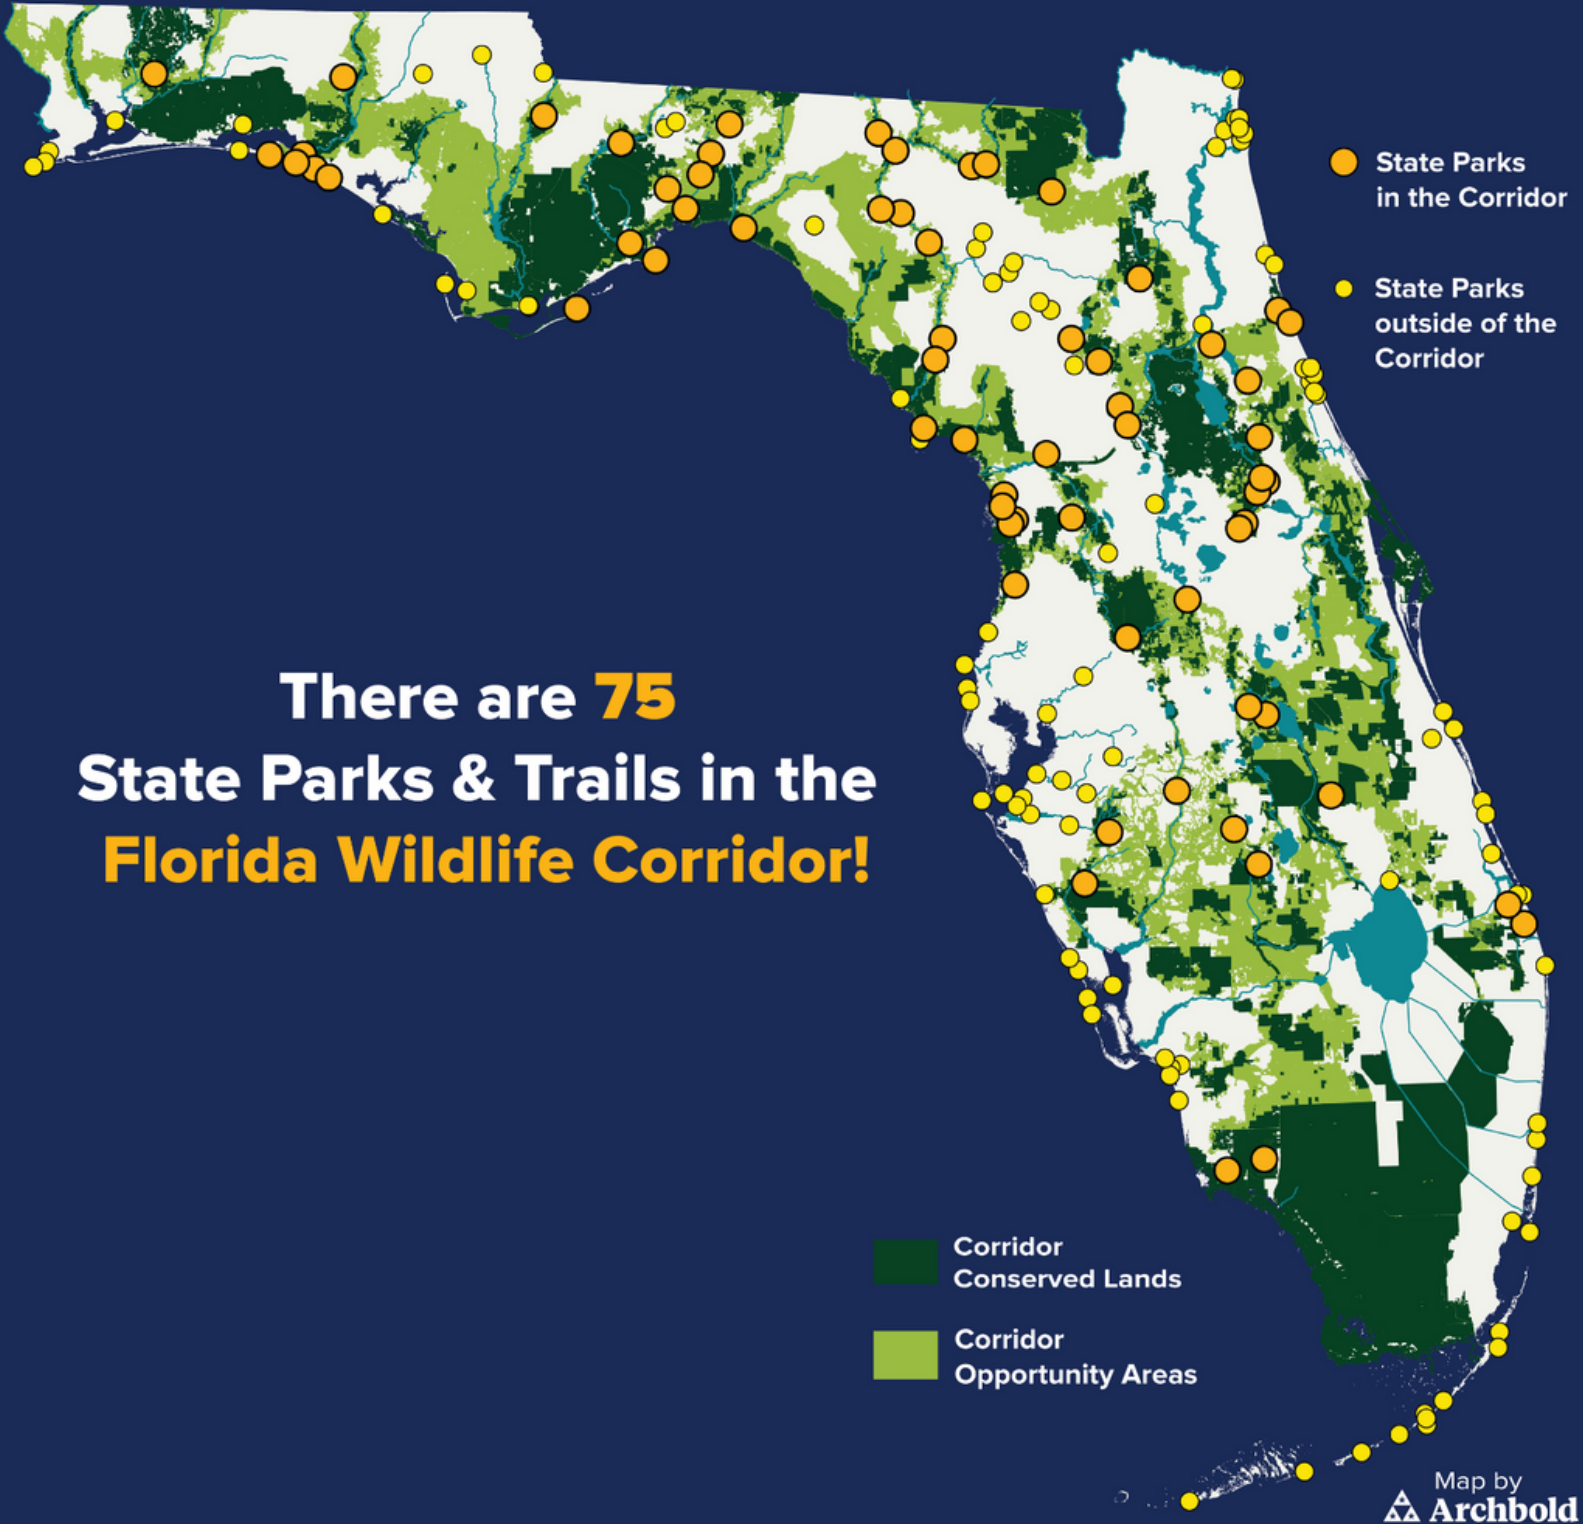 State Parks
in the Corridor
State Parks
outside of the
Corridor
There are 75
State Parks & Trails in the
Florida Wildlife Corridor!
Corridor
Conserved Lands
Corridor
Opportunity Areas
Map by
Archbold